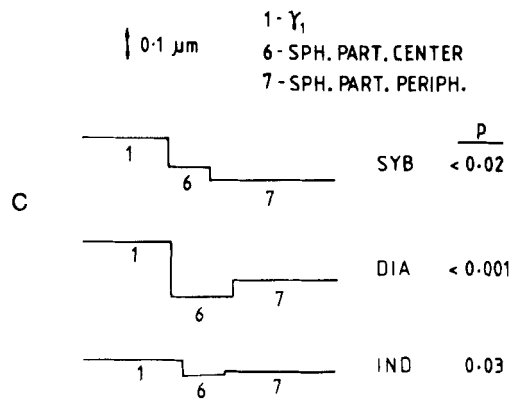 0·1 µm
1 - γ₁
6 - SPH. PART. CENTER
7 - SPH. PART. PERIPH.
C
p
1 6 7 SYB < 0·02
1 6 7 DIA < 0·001
1 6 7 IND 0·03